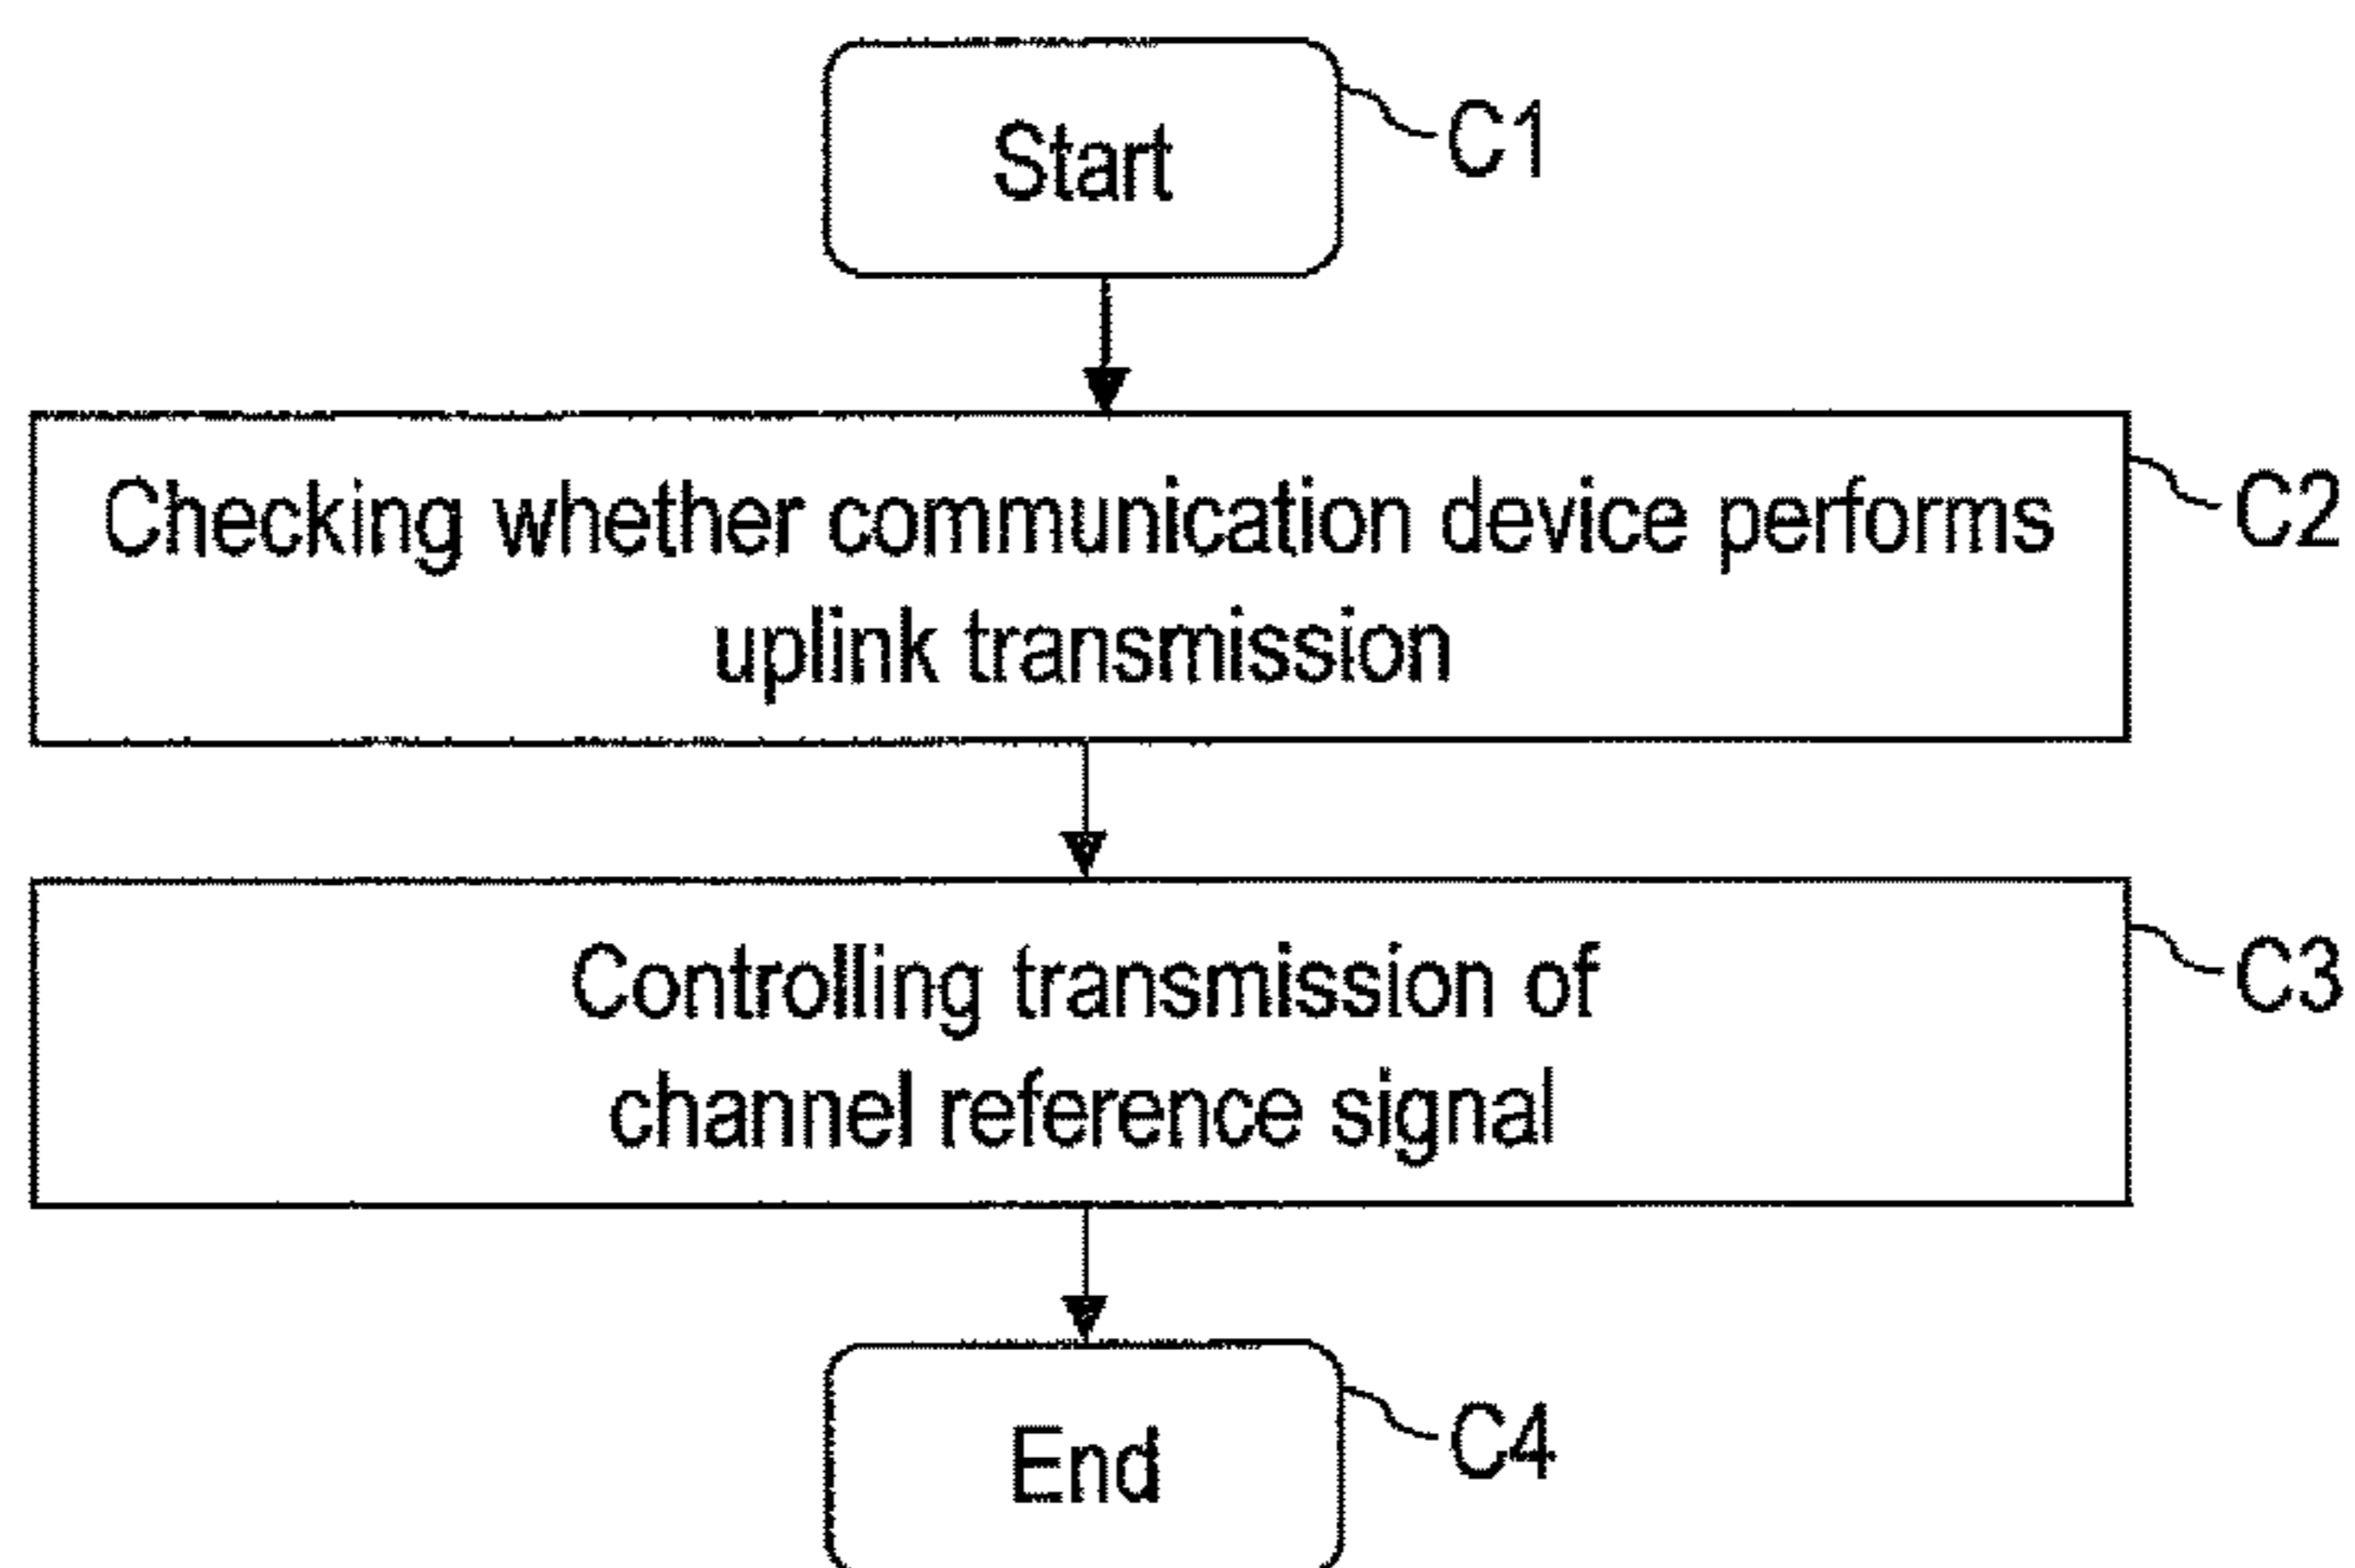 Start
C1
Checking whether communication device performs
uplink transmission
C2
Controlling transmission of
channel reference signal
C3
End
C4